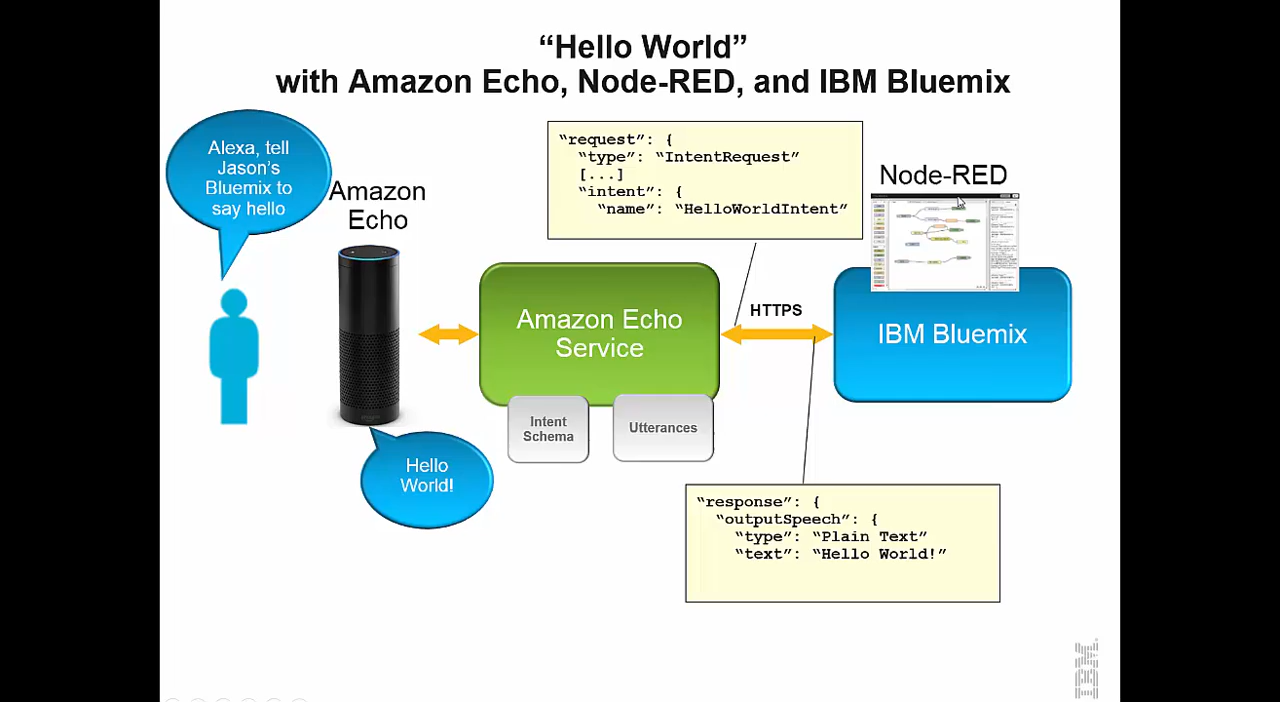 “Hello World”
with Amazon Echo, Node-RED, and IBM Bluemix
Alexa, tell
Jason’s
Bluemix to
say hello
Amazon
Echo
“request”: {
“type”: “IntentRequest”
[...]
“intent”: {
“name”: “HelloWorldIntent”
Node-RED
Amazon Echo
Service
HTTPS
IBM Bluemix
Intent
Schema
Utterances
Hello
World!
“response”: {
“outputSpeech”: {
“type”: “Plain Text”
“text”: “Hello World!”
IBM